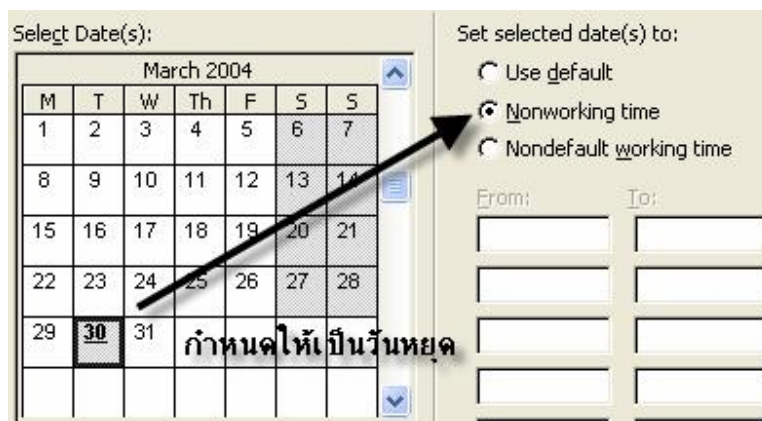 Select Date(s):
March 2004
M T W Th F S S
1 2 3 4 5 6 7
8 9 10 11 12 13 14
15 16 17 18 19 20 21
22 23 24 25 26 27 28
29 30 31
กำหนดให้เป็นวันหยุด
Set selected date(s) to:
Use default
Nonworking time
Nondefault working time
From: To: